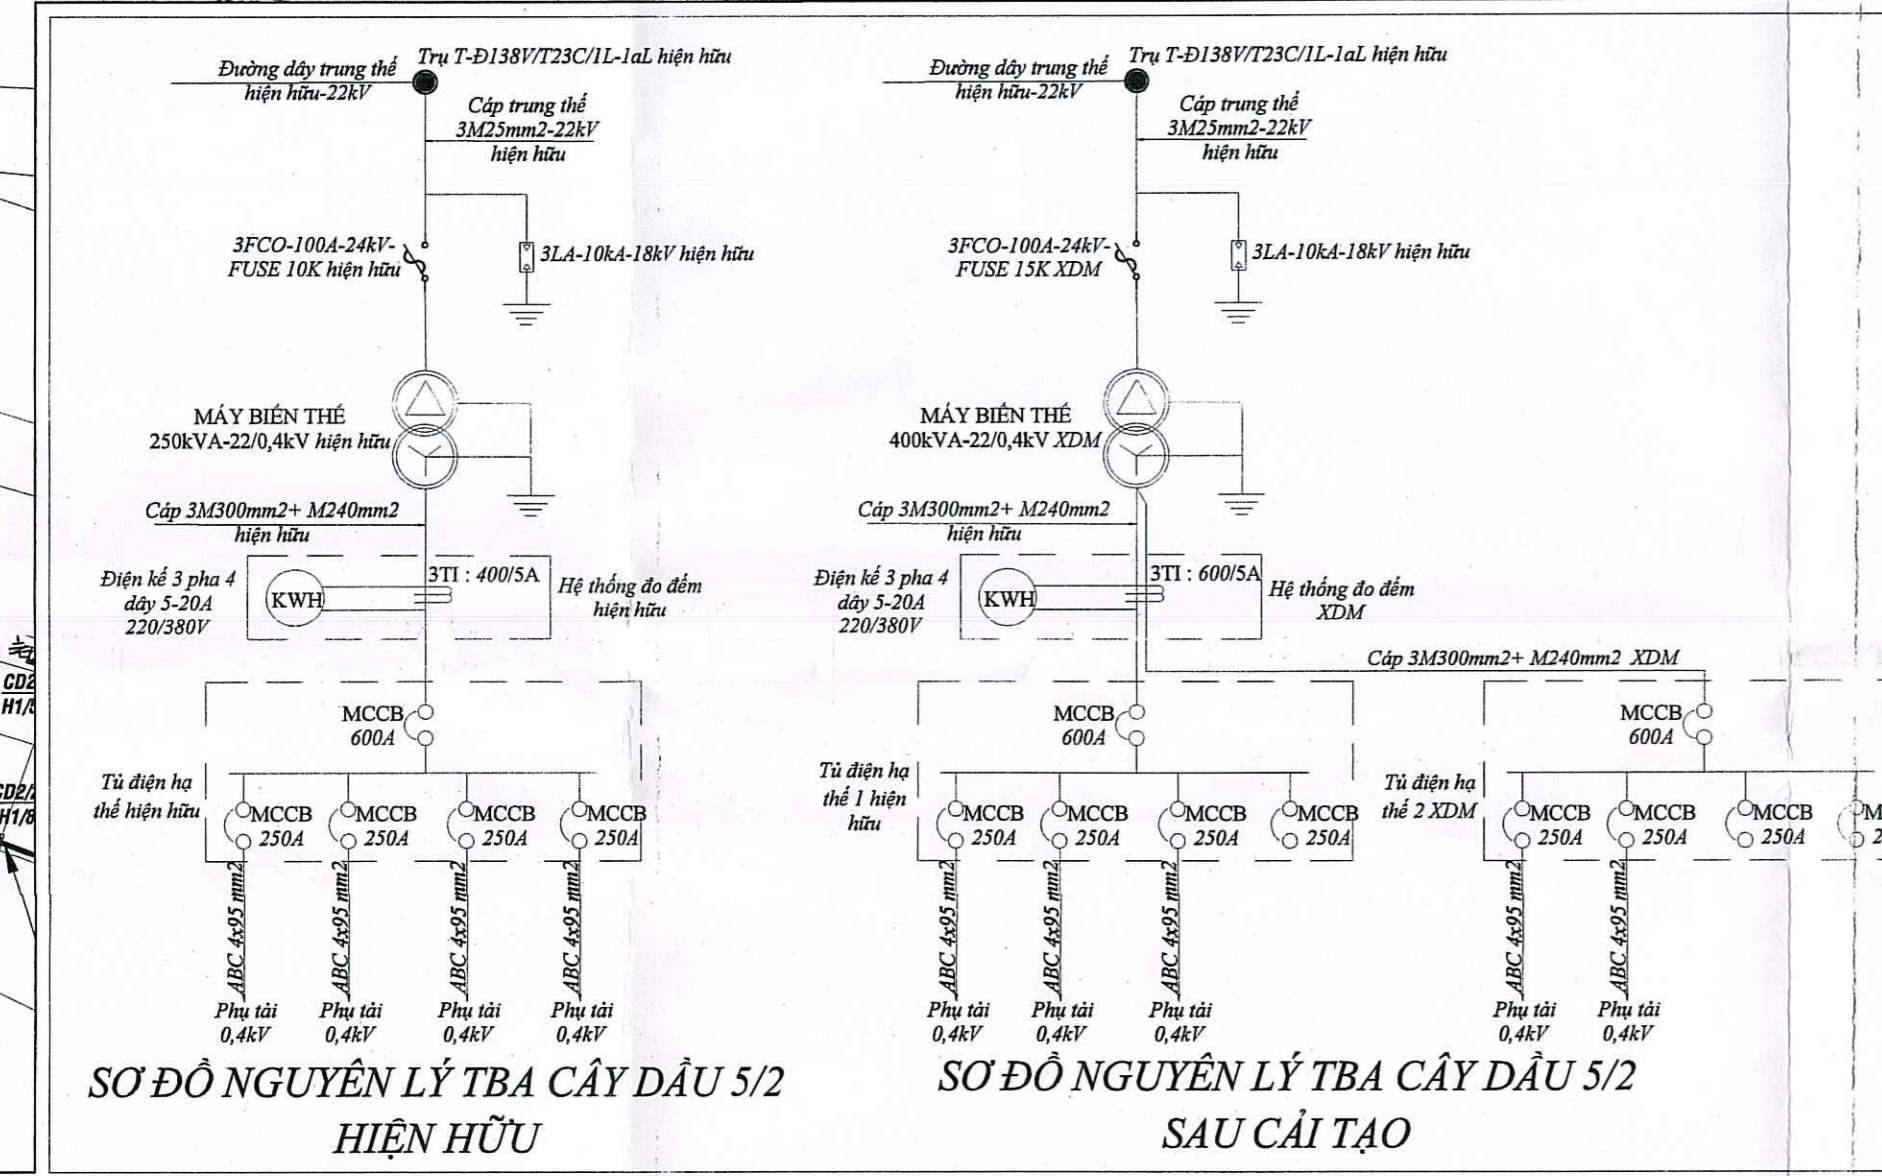 Đường dây trung thế
hiện hữu-22kV
Trụ T-Đ138V/T23C/1L-1aL hiện hữu
Cáp trung thế
3M25mm2-22kV
hiện hữu
3FCO-100A-24kV-
FUSE 10K hiện hữu
3LA-10kA-18kV hiện hữu
MÁY BIẾN THẾ
250kVA-22/0,4kV hiện hữu
Cáp 3M300mm2+ M240mm2
hiện hữu
Điện kế 3 pha 4
dây 5-20A
220/380V
KWH
3TI : 400/5A
Hệ thống đo đếm
hiện hữu
MCCB
600A
Tủ điện hạ
thế hiện hữu
MCCB
250A
MCCB
250A
MCCB
250A
MCCB
250A
ABC 4x95 mm2
ABC 4x95 mm2
ABC 4x95 mm2
ABC 4x95 mm2
Phụ tải
0,4kV
Phụ tải
0,4kV
Phụ tải
0,4kV
Phụ tải
0,4kV
SƠ ĐỒ NGUYÊN LÝ TBA CÂY DẦU 5/2
HIỆN HỮU
Đường dây trung thế
hiện hữu-22kV
Trụ T-Đ138V/T23C/1L-1aL hiện hữu
Cáp trung thế
3M25mm2-22kV
hiện hữu
3FCO-100A-24kV-
FUSE 15K XDM
3LA-10kA-18kV hiện hữu
MÁY BIẾN THẾ
400kVA-22/0,4kV XDM
Cáp 3M300mm2+ M240mm2
hiện hữu
Điện kế 3 pha 4
dây 5-20A
220/380V
KWH
3TI : 600/5A
Hệ thống đo đếm
XDM
Cáp 3M300mm2+ M240mm2 XDM
MCCB
600A
Tủ điện hạ
thế 1 hiện
hữu
MCCB
250A
MCCB
250A
MCCB
250A
MCCB
250A
ABC 4x95 mm2
ABC 4x95 mm2
ABC 4x95 mm2
Phụ tải
0,4kV
Phụ tải
0,4kV
Phụ tải
0,4kV
MCCB
600A
Tủ điện hạ
thế 2 XDM
MCCB
250A
MCCB
250A
MCCB
250A
ABC 4x95 mm2
ABC 4x95 mm2
Phụ tải
0,4kV
Phụ tải
0,4kV
SƠ ĐỒ NGUYÊN LÝ TBA CÂY DẦU 5/2
SAU CẢI TẠO
CD2